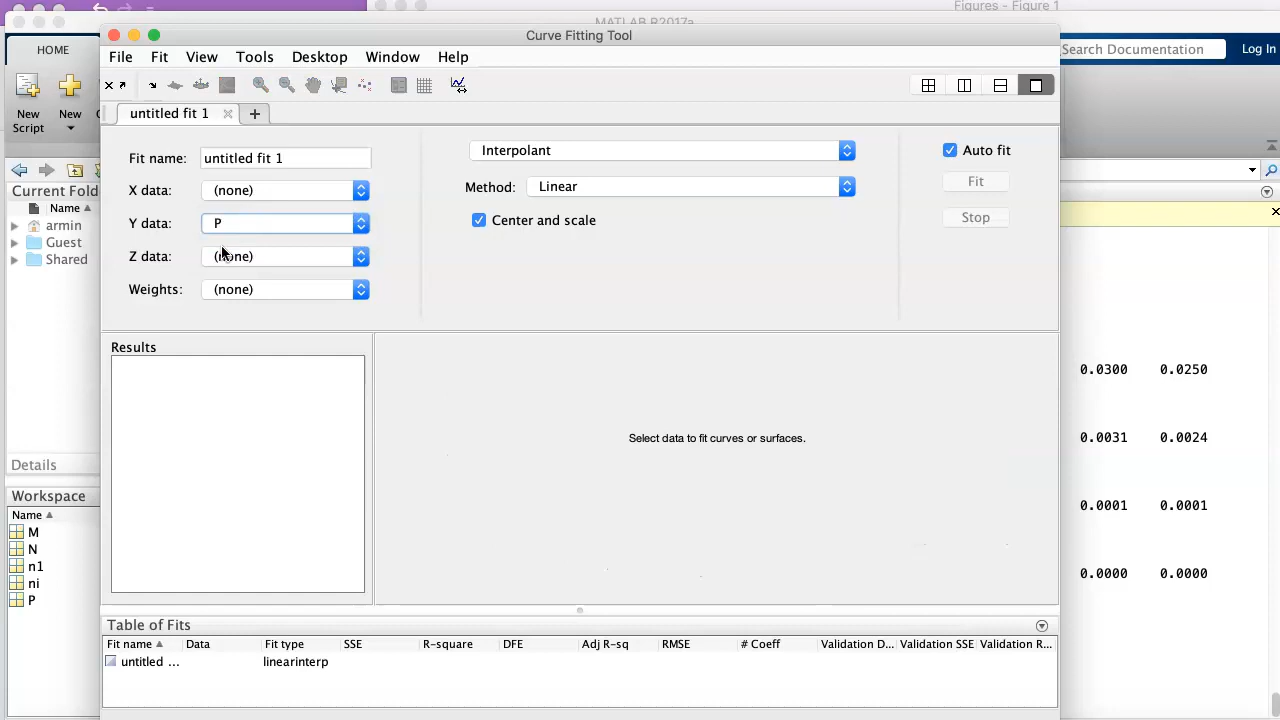 Figures - Figure 1
MATLAB R2017a
Curve Fitting Tool
HOME
Search Documentation
Log In
File Fit View Tools Desktop Window Help
New Script
New
untitled fit 1
Fit name: untitled fit 1
Interpolant
Auto fit
X data: (none)
Method: Linear
Fit
Y data: P
Center and scale
Stop
Z data: (none)
Weights: (none)
Current Fold
Name
armin
Guest
Shared
Results
Select data to fit curves or surfaces.
0.0300 0.0250
0.0031 0.0024
0.0001 0.0001
0.0000 0.0000
Details
Workspace
Name
M
N
n1
ni
P
Table of Fits
Fit name Data Fit type SSE R-square DFE Adj R-sq RMSE # Coeff Validation D... Validation SSE Validation R...
untitled ... linearinterp